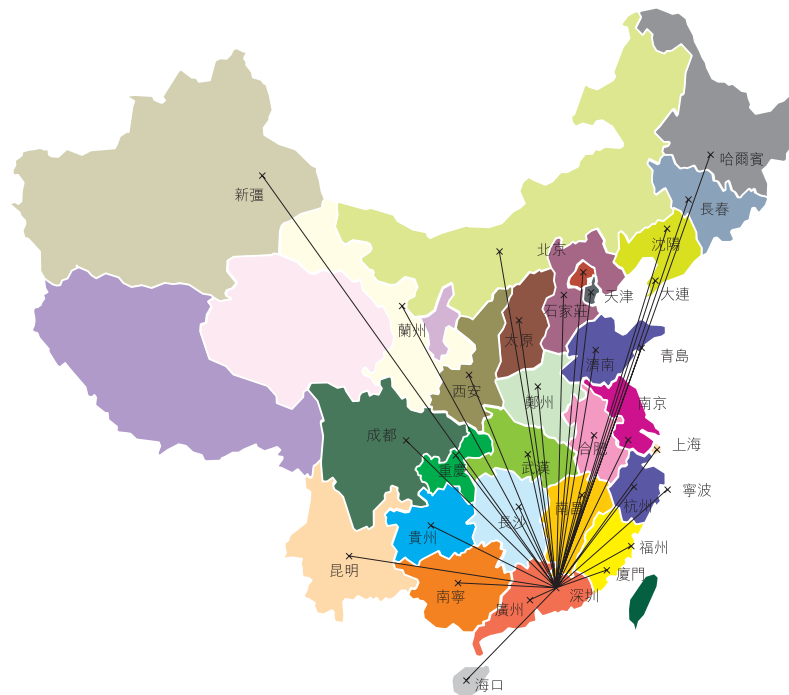 哈爾賓
新疆
長春
沈陽
北京
大連
天津
蘭州
石家莊
太原
青島
濟南
西安
鄭州
南京
成都
上海
合肥
武漢
重慶
寧波
杭州
南昌
長沙
貴州
福州
昆明
廈門
南寧
深圳
廣州
海口